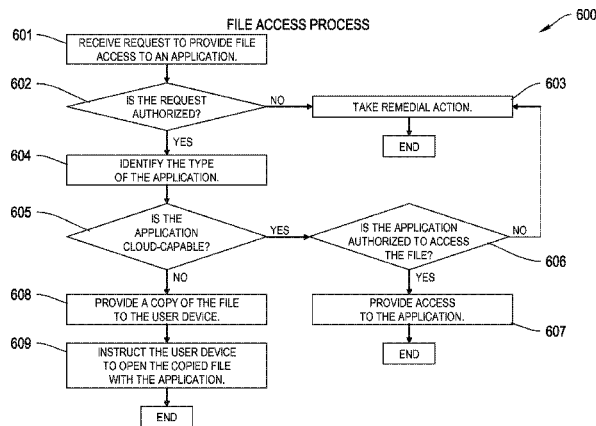 FILE ACCESS PROCESS
600
601
RECEIVE REQUEST TO PROVIDE FILE
ACCESS TO AN APPLICATION.
602
IS THE REQUEST
AUTHORIZED?
NO
603
TAKE REMEDIAL ACTION.
END
YES
604
IDENTIFY THE TYPE
OF THE APPLICATION.
605
IS THE
APPLICATION
CLOUD-CAPABLE?
YES
IS THE APPLICATION
AUTHORIZED TO ACCESS
THE FILE?
NO
606
NO
YES
608
PROVIDE A COPY OF THE FILE
TO THE USER DEVICE.
PROVIDE ACCESS
TO THE APPLICATION.
607
END
609
INSTRUCT THE USER DEVICE
TO OPEN THE COPIED FILE
WITH THE APPLICATION.
END